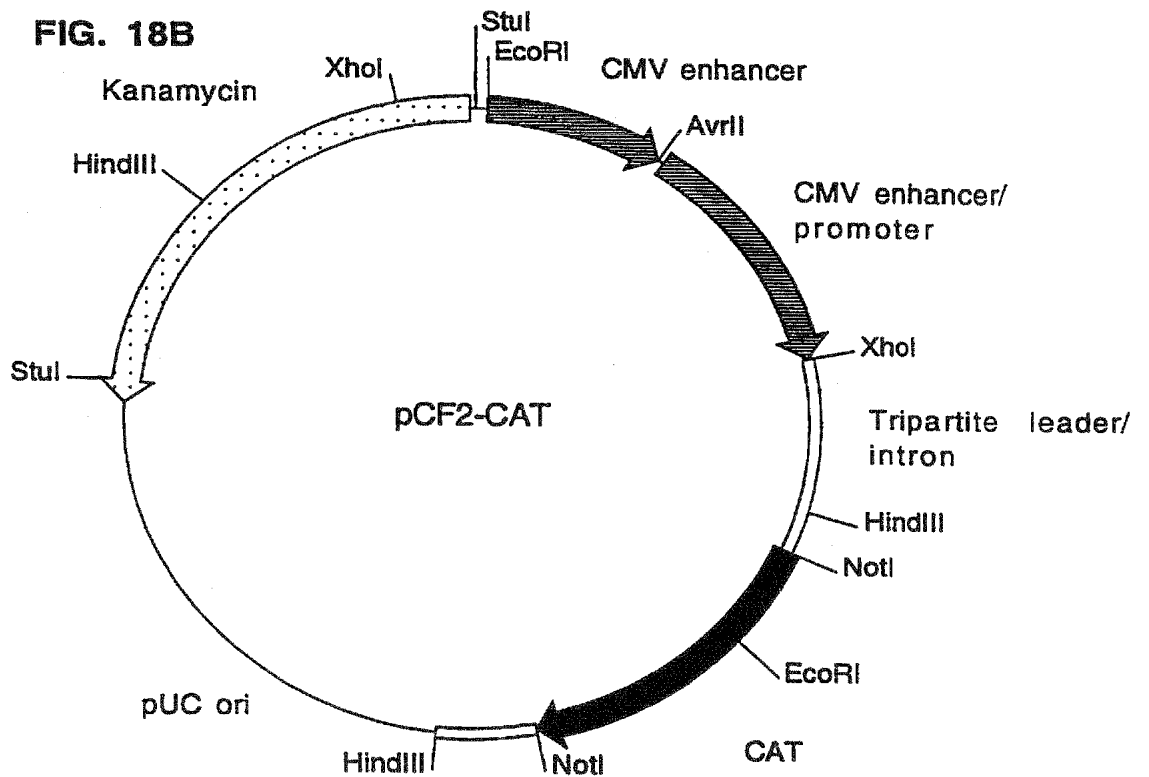 FIG. 18B
StuI
EcoRI
CMV enhancer
XhoI
Kanamycin
AvrII
HindIII
CMV enhancer/
promoter
XhoI
StuI
pCF2-CAT
Tripartite leader/
intron
HindIII
NotI
EcoRI
pUC ori
CAT
HindIII
NotI